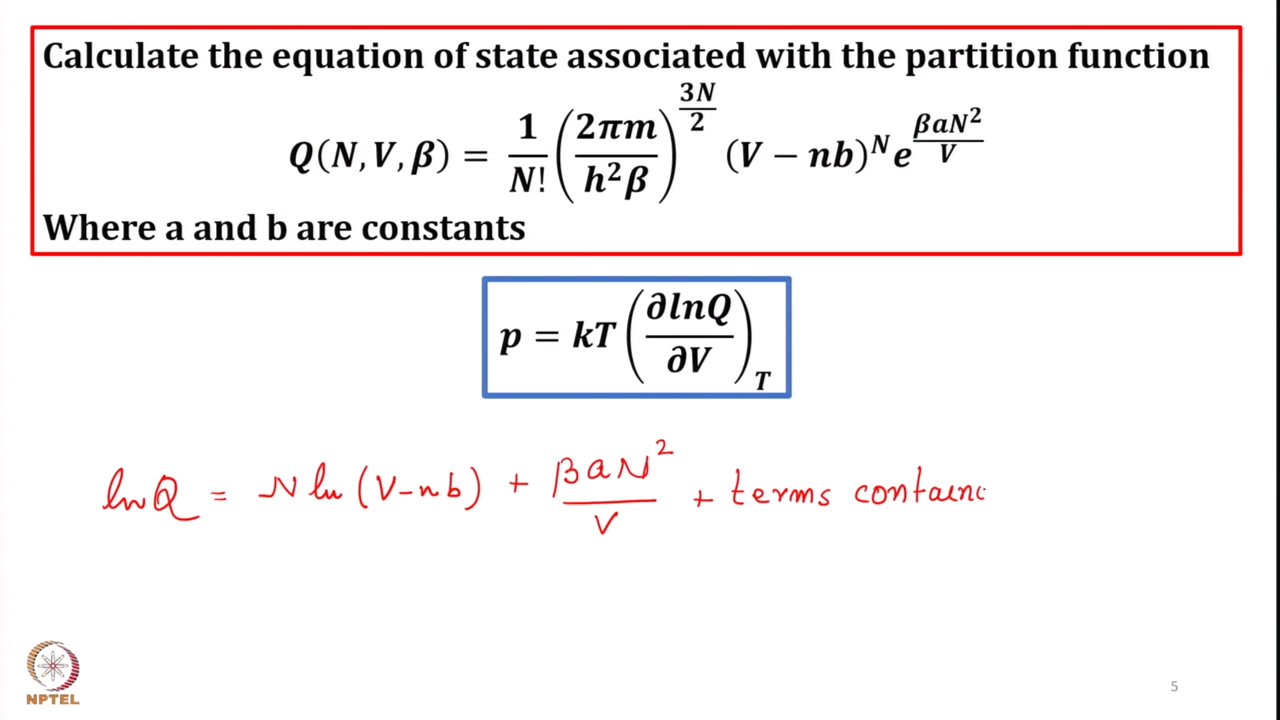 Calculate the equation of state associated with the partition function
Q(N, V, β) = 1/N! (2πm/h²β)^(3N/2) (V − nb)^N e^(βaN²/V)
Where a and b are constants
p = kT (∂lnQ/∂V)_T
lnQ = N ln (V-nb) + βaN²/V + terms containc
NPTEL
5